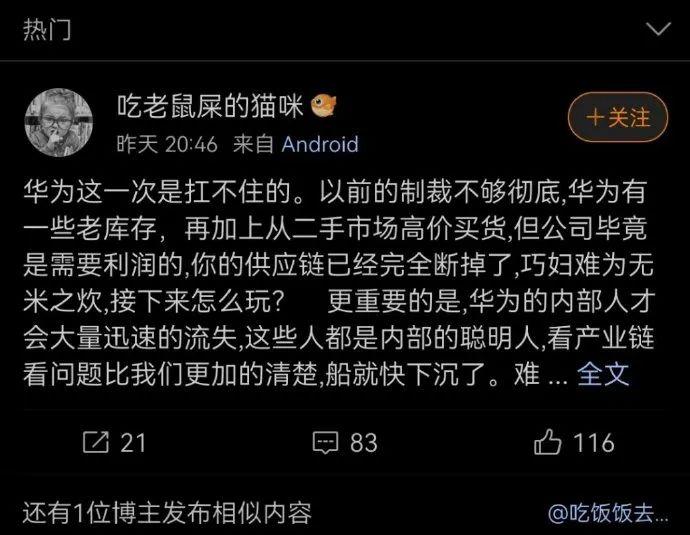 热门
吃老鼠屎的猫咪🐡
+关注
昨天 20:46 来自 Android
华为这一次是扛不住的。以前的制裁不够彻底,华为有
一些老库存，再加上从二手市场高价买货,但公司毕竟
是需要利润的,你的供应链已经完全断掉了,巧妇难为无
米之炊,接下来怎么玩？ 更重要的是,华为的内部人才
会大量迅速的流失,这些人都是内部的聪明人,看产业链
看问题比我们更加的清楚,船就快下沉了。难 ... 全文
21 83 116
还有1位博主发布相似内容 @吃饭饭去...